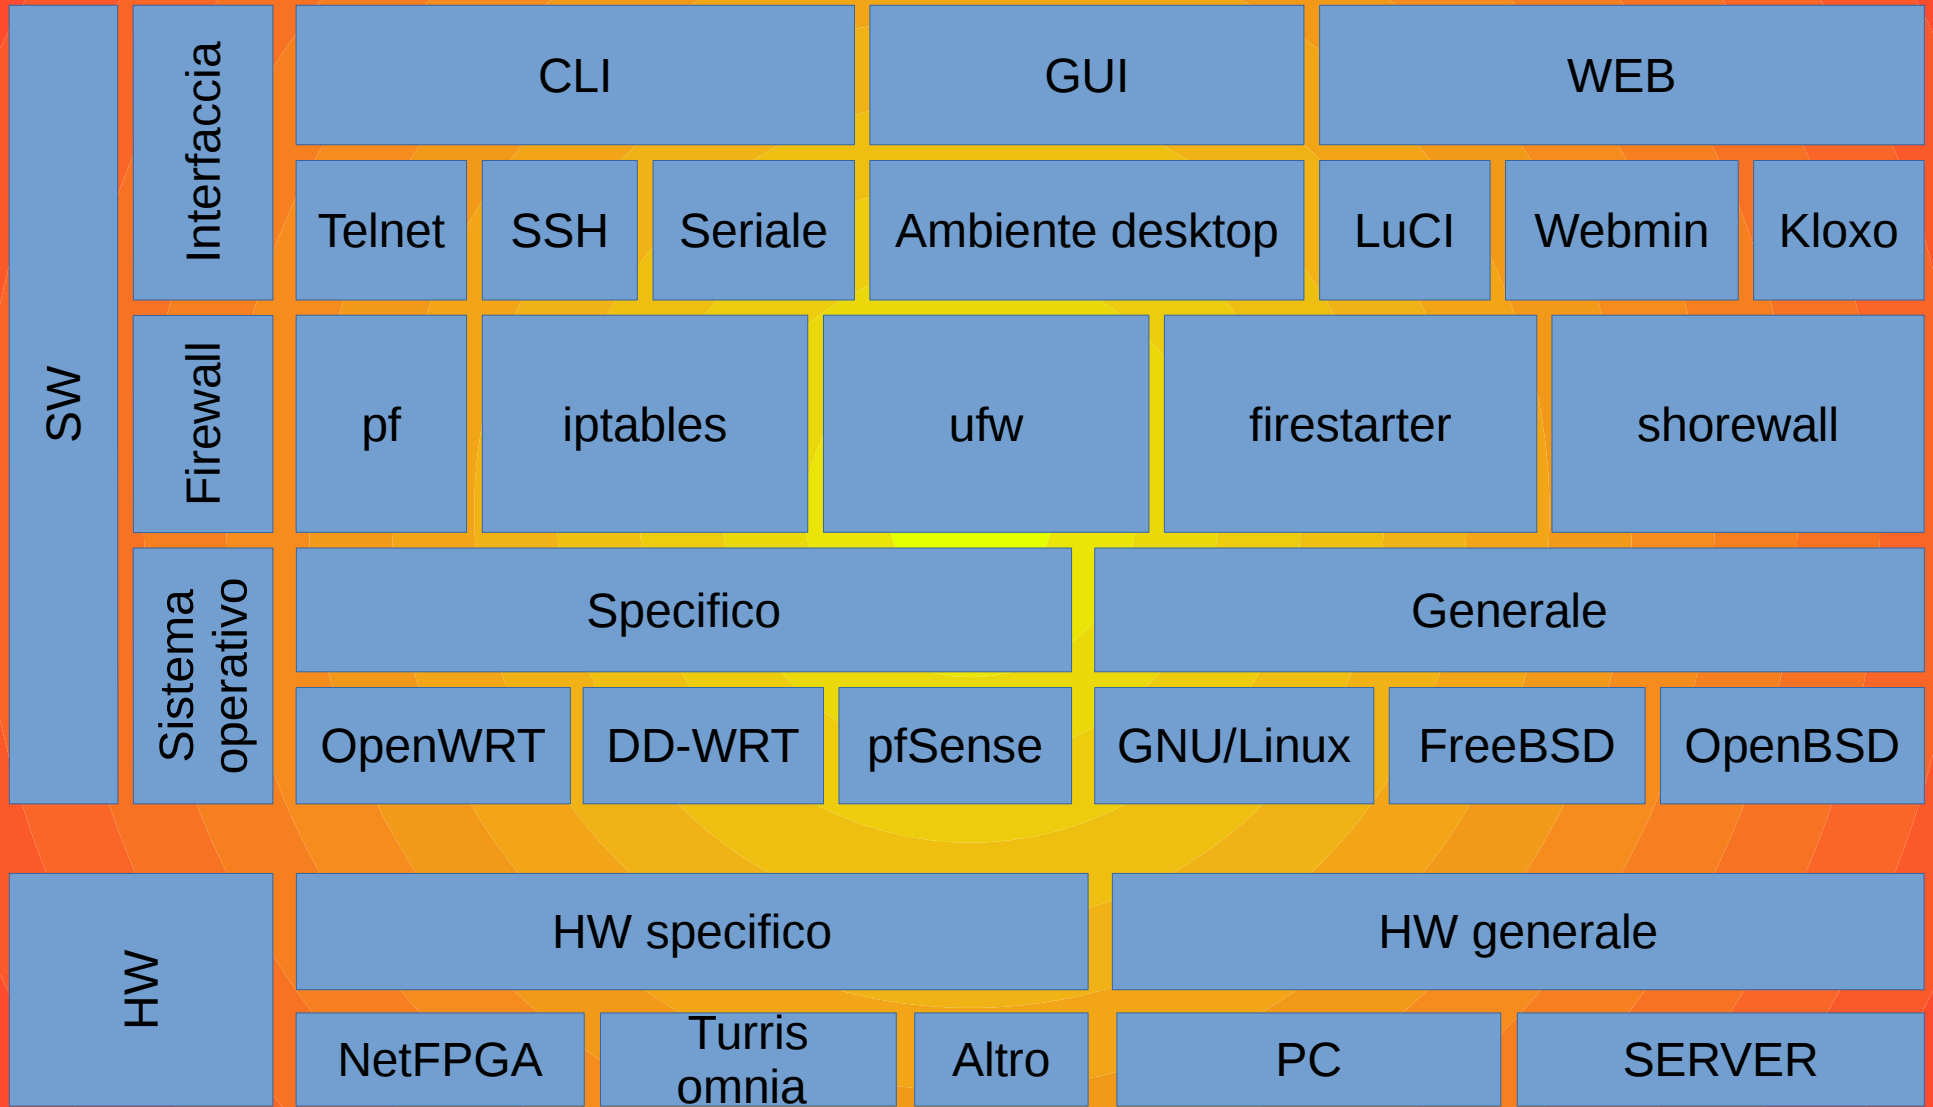 SW
Interfaccia
CLI
GUI
WEB
Telnet
SSH
Seriale
Ambiente desktop
LuCI
Webmin
Kloxo
Firewall
pf
iptables
ufw
firestarter
shorewall
Sistema
operativo
Specifico
Generale
OpenWRT
DD-WRT
pfSense
GNU/Linux
FreeBSD
OpenBSD
HW
HW specifico
HW generale
NetFPGA
Turris
omnia
Altro
PC
SERVER